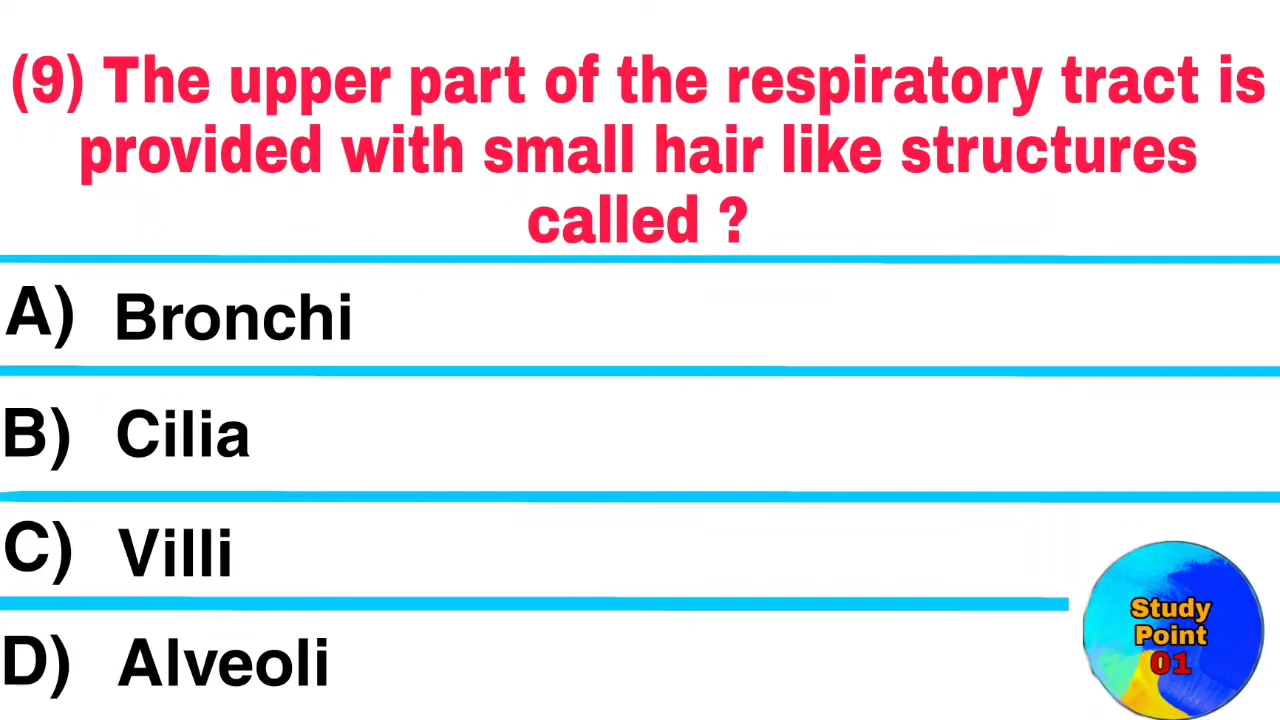 (9) The upper part of the respiratory tract is
provided with small hair like structures
called ?
A) Bronchi
B) Cilia
C) Villi
D) Alveoli
Study
Point
01